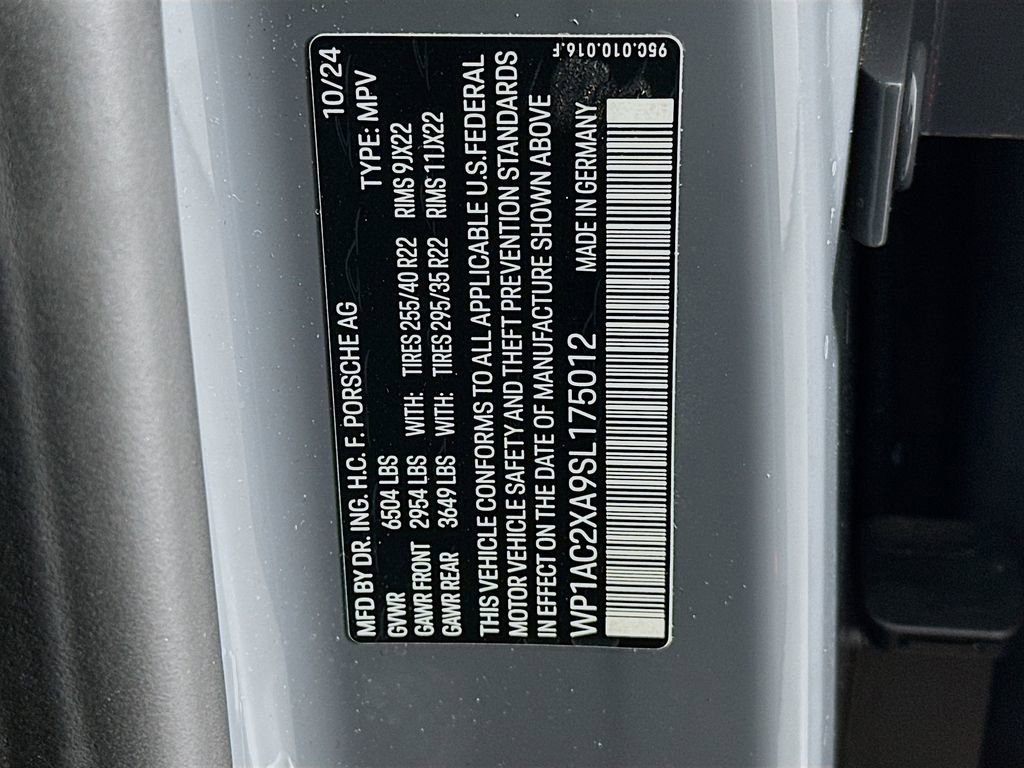 MFD BY DR. ING. H.C. F. PORSCHE AG 10/24
GVWR 6504 LBS TYPE: MPV
GAWR FRONT 2954 LBS WITH: TIRES 255/40 R22 RIMS 9JX22
GAWR REAR 3649 LBS WITH: TIRES 295/35 R22 RIMS 11JX22
THIS VEHICLE CONFORMS TO ALL APPLICABLE U.S. FEDERAL
MOTOR VEHICLE SAFETY AND THEFT PREVENTION STANDARDS
IN EFFECT ON THE DATE OF MANUFACTURE SHOWN ABOVE
WP1AC2XA9SL175012 MADE IN GERMANY
95C.010.016.F